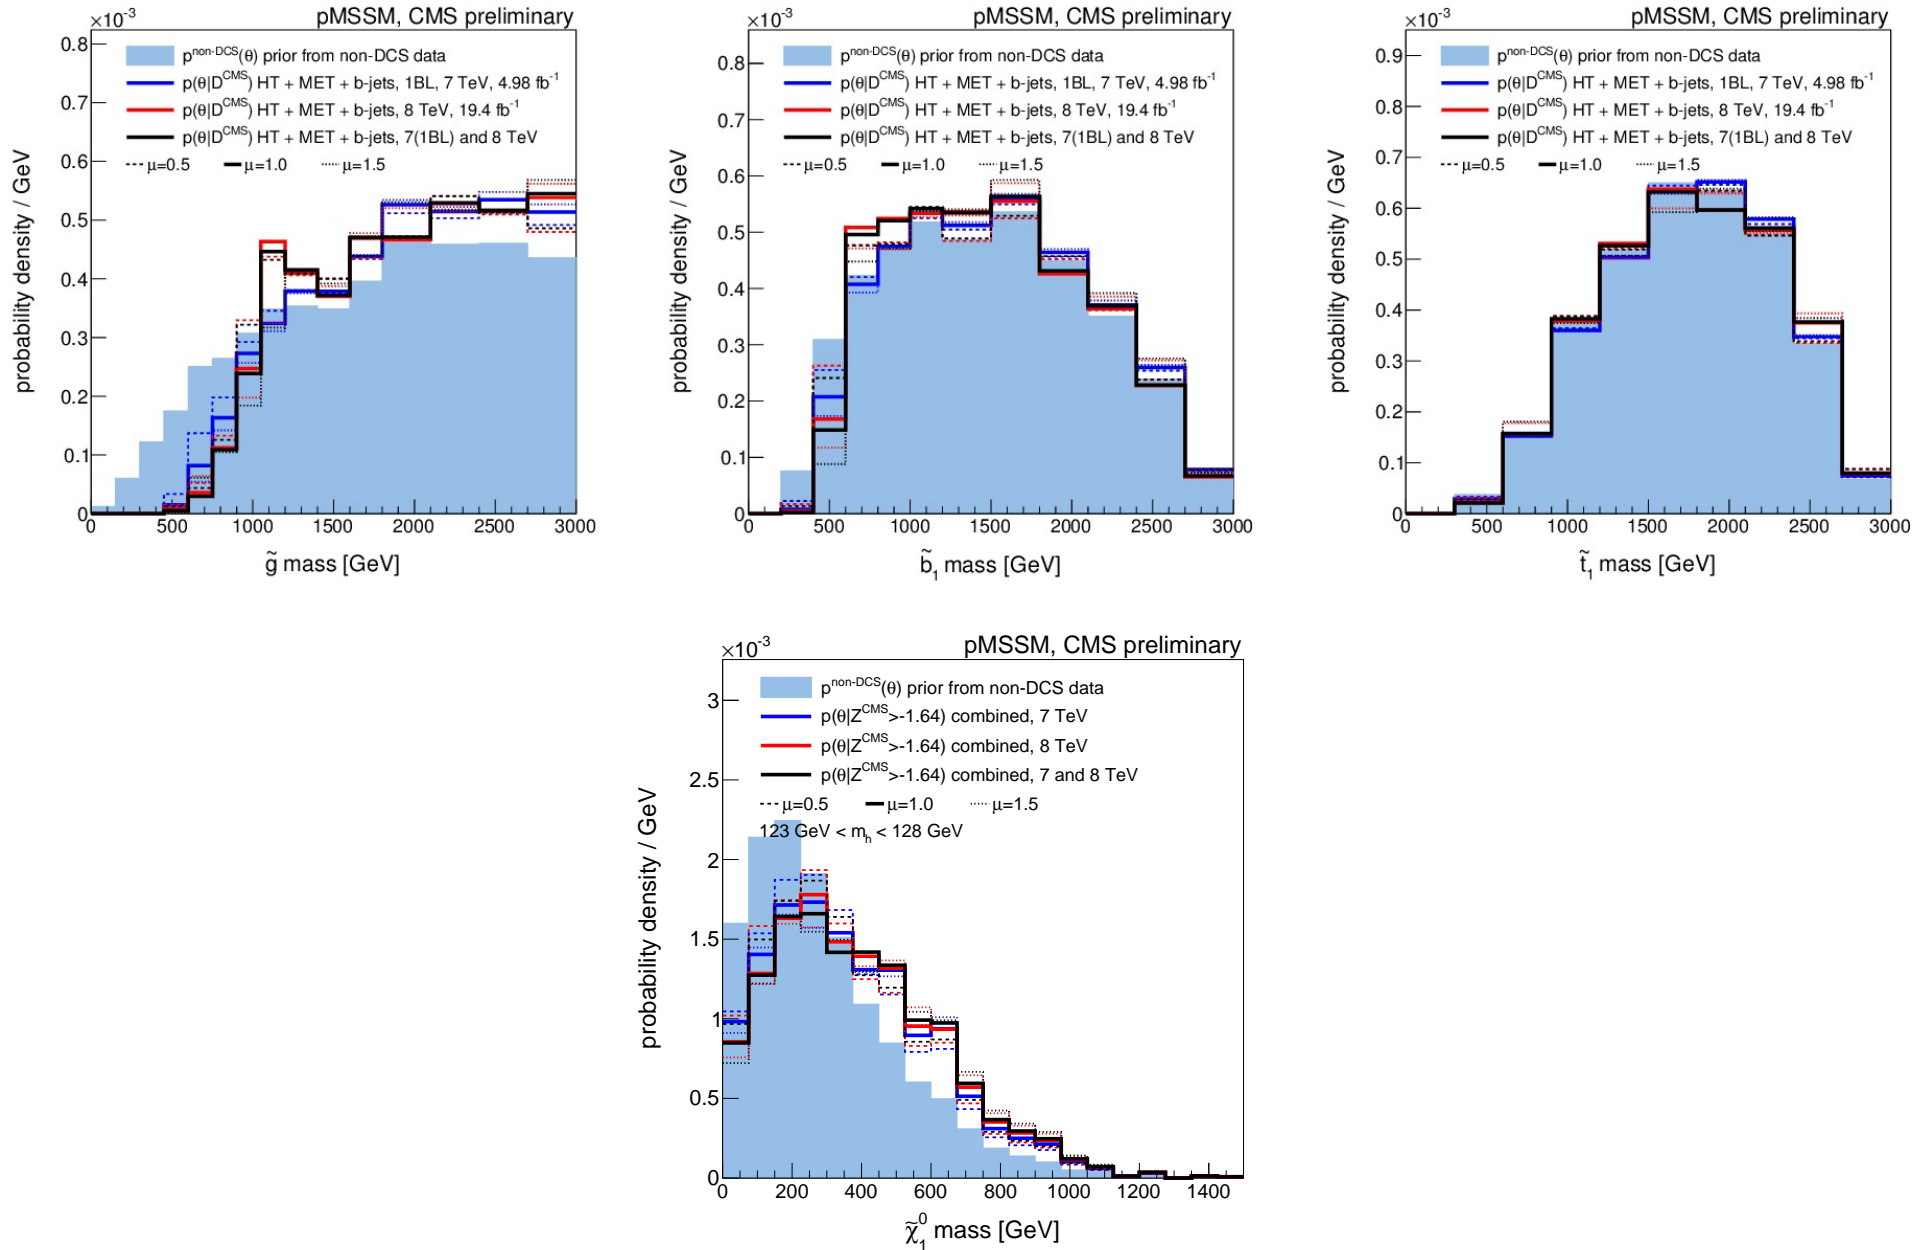 ×10⁻³ pMSSM, CMS preliminary
p^non-DCS(θ) prior from non-DCS data
p(θ|D^CMS) HT + MET + b-jets, 1BL, 7 TeV, 4.98 fb⁻¹
p(θ|D^CMS) HT + MET + b-jets, 8 TeV, 19.4 fb⁻¹
p(θ|D^CMS) HT + MET + b-jets, 7(1BL) and 8 TeV
μ=0.5 μ=1.0 μ=1.5
probability density / GeV
0.8
0.7
0.6
0.5
0.4
0.3
0.2
0.1
0
0 500 1000 1500 2000 2500 3000
g̃ mass [GeV]
×10⁻³ pMSSM, CMS preliminary
p^non-DCS(θ) prior from non-DCS data
p(θ|D^CMS) HT + MET + b-jets, 1BL, 7 TeV, 4.98 fb⁻¹
p(θ|D^CMS) HT + MET + b-jets, 8 TeV, 19.4 fb⁻¹
p(θ|D^CMS) HT + MET + b-jets, 7(1BL) and 8 TeV
μ=0.5 μ=1.0 μ=1.5
probability density / GeV
0.8
0.7
0.6
0.5
0.4
0.3
0.2
0.1
0
0 500 1000 1500 2000 2500 3000
b̃₁ mass [GeV]
×10⁻³ pMSSM, CMS preliminary
p^non-DCS(θ) prior from non-DCS data
p(θ|D^CMS) HT + MET + b-jets, 1BL, 7 TeV, 4.98 fb⁻¹
p(θ|D^CMS) HT + MET + b-jets, 8 TeV, 19.4 fb⁻¹
p(θ|D^CMS) HT + MET + b-jets, 7(1BL) and 8 TeV
μ=0.5 μ=1.0 μ=1.5
probability density / GeV
0.9
0.8
0.7
0.6
0.5
0.4
0.3
0.2
0.1
0
0 500 1000 1500 2000 2500 3000
t̃₁ mass [GeV]
×10⁻³ pMSSM, CMS preliminary
p^non-DCS(θ) prior from non-DCS data
p(θ|Z^CMS>-1.64) combined, 7 TeV
p(θ|Z^CMS>-1.64) combined, 8 TeV
p(θ|Z^CMS>-1.64) combined, 7 and 8 TeV
μ=0.5 μ=1.0 μ=1.5
123 GeV < m_h < 128 GeV
probability density / GeV
3
2.5
2
1.5
1
0.5
0
0 200 400 600 800 1000 1200 1400
χ̃₁⁰ mass [GeV]